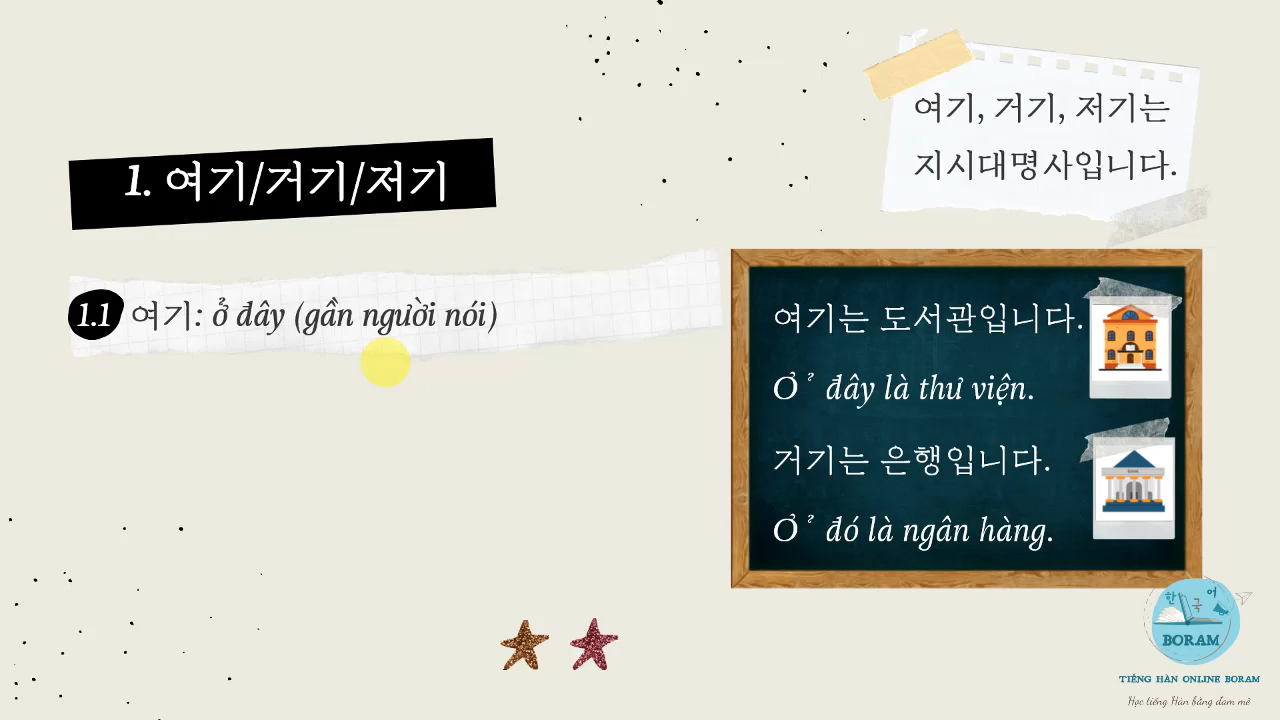 여기, 거기, 저기는
지시대명사입니다.
1. 여기/거기/저기
1.1 여기: ở đây (gần người nói)
여기는 도서관입니다.
Ở đây là thư viện.
거기는 은행입니다.
Ở đó là ngân hàng.
한국어
BORAM
TIẾNG HÀN ONLINE BORAM
Học tiếng Hàn bằng đam mê